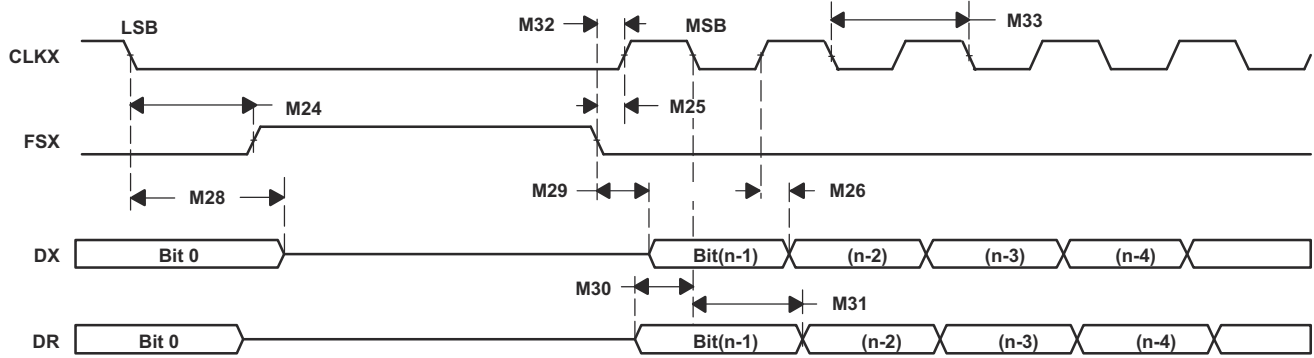 LSB
M32
MSB
M33
CLKX
M24
M25
FSX
M28
M29
M26
DX
Bit 0
Bit(n-1)
(n-2)
(n-3)
(n-4)
M30
M31
DR
Bit 0
Bit(n-1)
(n-2)
(n-3)
(n-4)